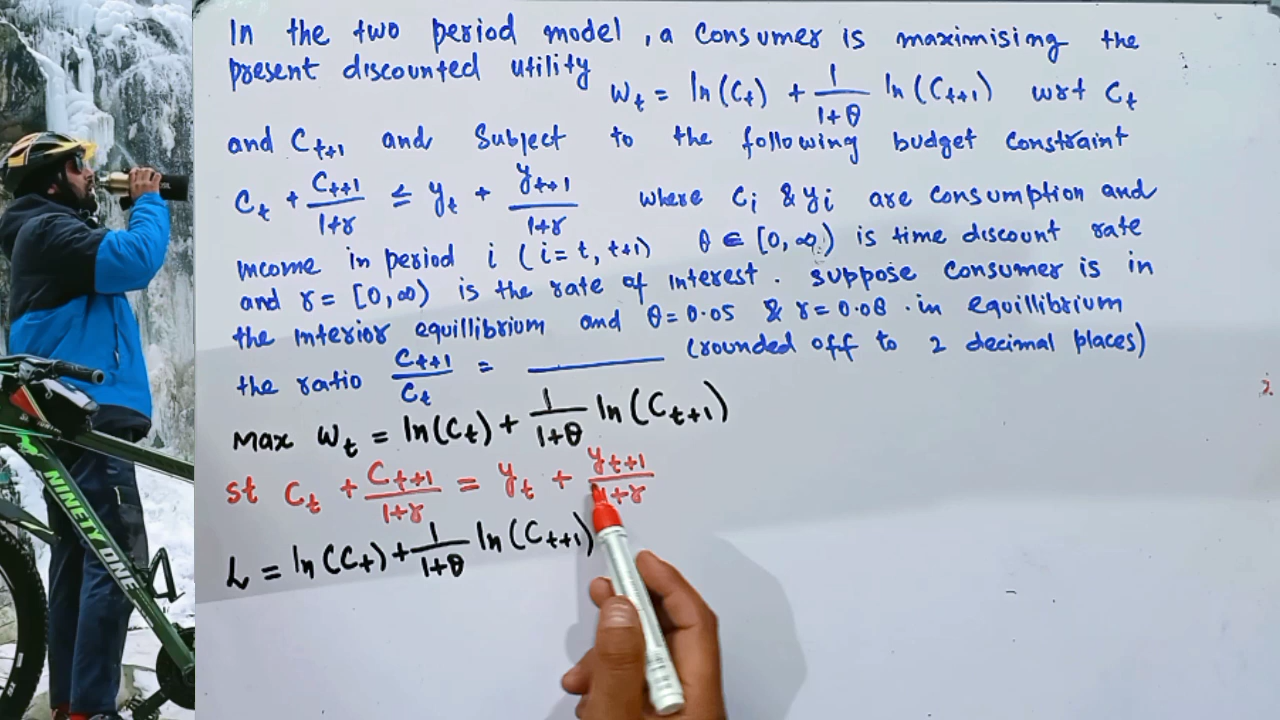 In the two period model, a consumer is maximising the
present discounted utility
W_t = ln(C_t) + 1/(1+θ) ln(C_t+1) wrt C_t
and C_t+1 and subject to the following budget constraint
C_t + C_t+1/(1+r) ≤ y_t + y_t+1/(1+r) where C_i & y_i are consumption and
income in period i (i = t, t+1) θ ∈ [0, ∞) is time discount rate
and r = [0, ∞) is the rate of interest. suppose consumer is in
the interior equillibrium and θ = 0.05 & r = 0.08. in equillibrium
the ratio C_t+1/C_t = ______ (rounded off to 2 decimal places)
Max W_t = ln(C_t) + 1/(1+θ) ln(C_t+1)
st C_t + C_t+1/(1+r) = y_t + y_t+1/(1+r)
L = ln(C_t) + 1/(1+θ) ln(C_t+1)
NINETY ONE
2.